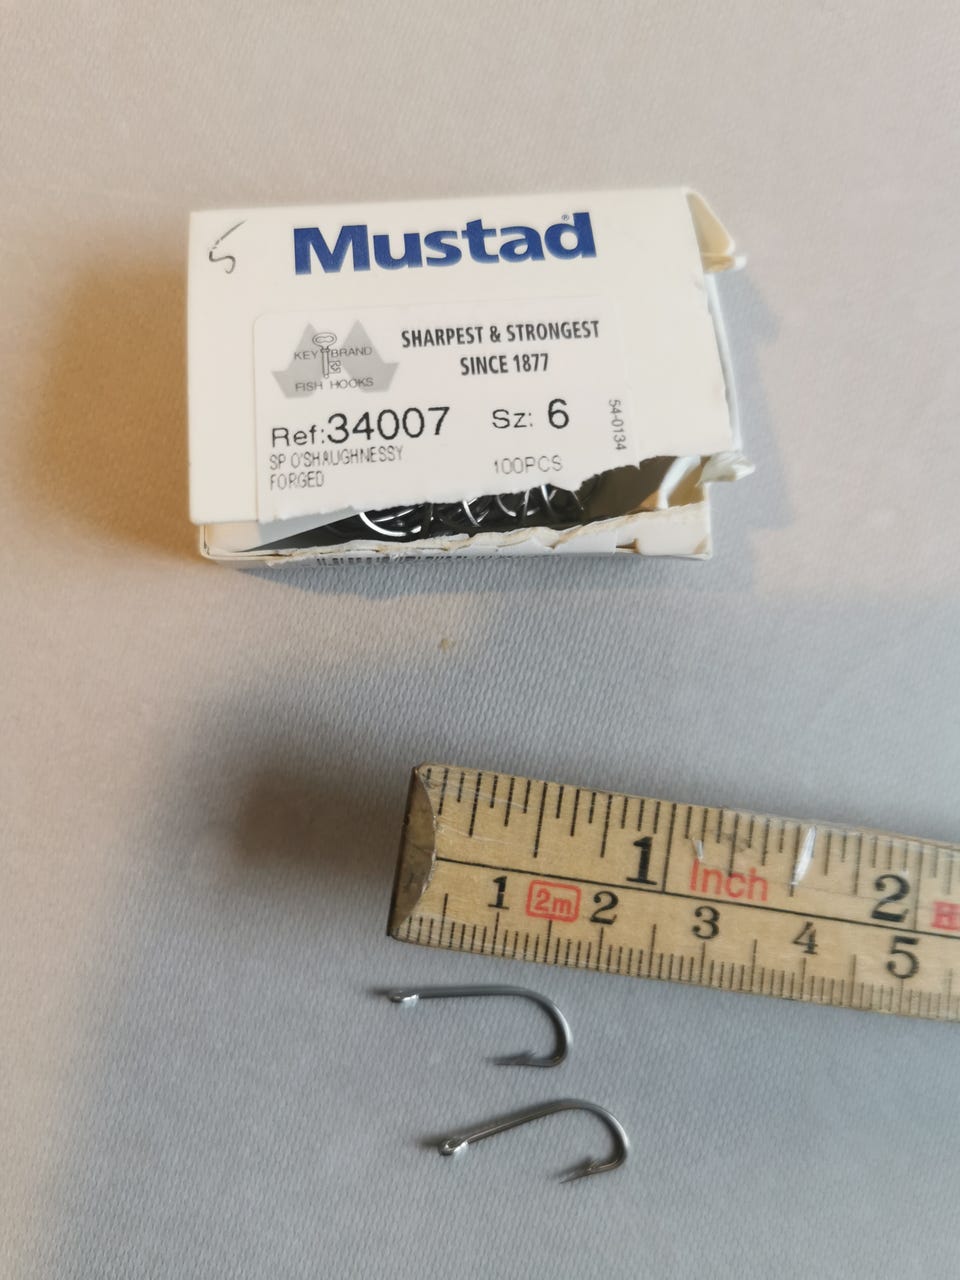 5
Mustad®
KEY BRAND
FISH HOOKS
SHARPEST & STRONGEST
SINCE 1877
Ref:34007 Sz: 6
SP O'SHAUGHNESSY
FORGED
100PCS
54-0134
1 Inch 2
1 2m 2 3 4 5